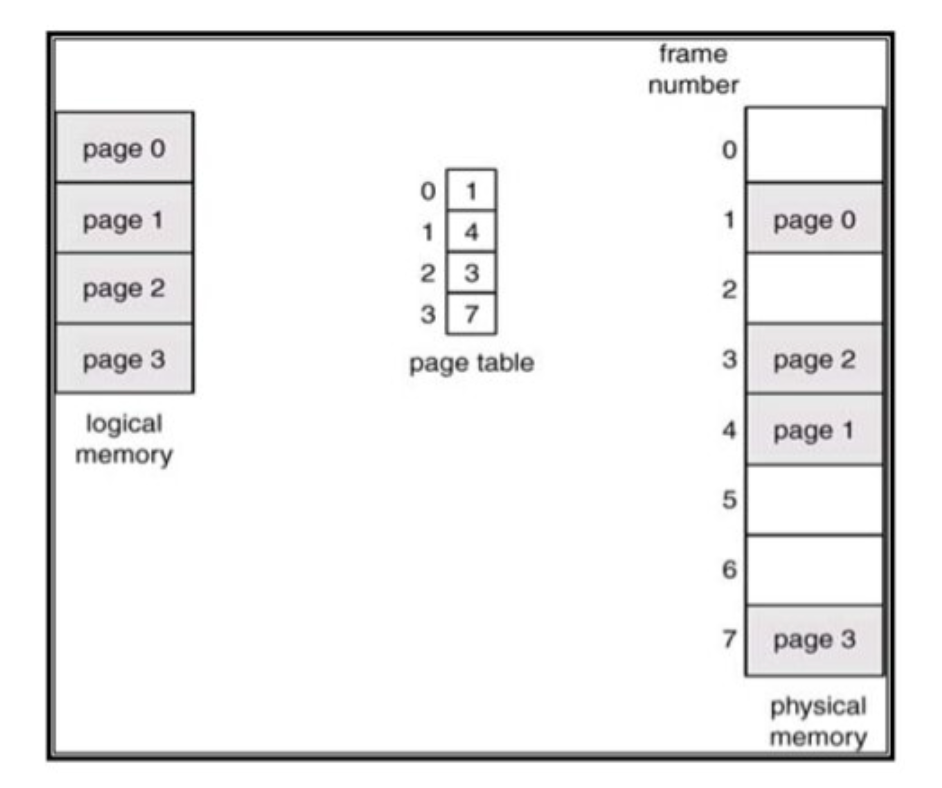 frame
number
page 0
page 1
page 2
page 3
logical
memory
0 1
1 4
2 3
3 7
page table
0
1 page 0
2
3 page 2
4 page 1
5
6
7 page 3
physical
memory